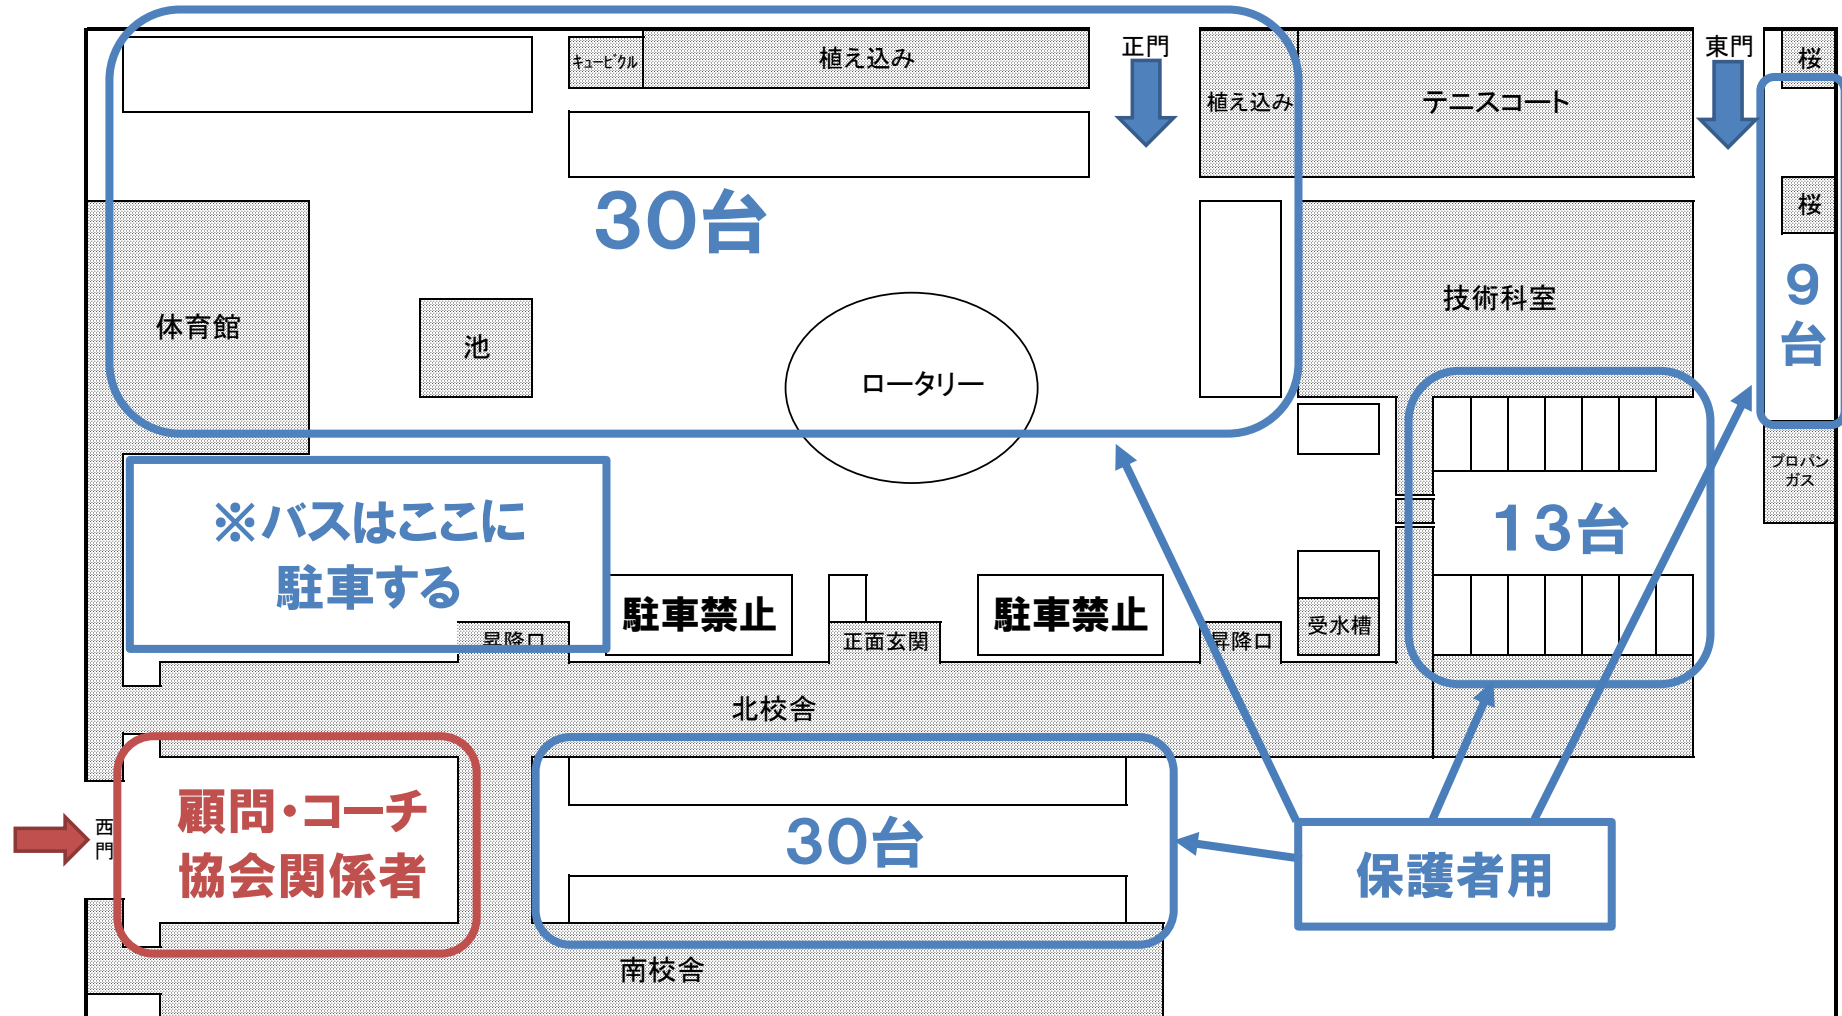 正門
東門
キュービクル
植え込み
桜
植え込み
テニスコート
30台
桜
体育館
池
ロータリー
技術科室
9
台
プロパン
ガス
※バスはここに
駐車する
13台
駐車禁止
駐車禁止
昇降口
正面玄関
昇降口
受水槽
北校舎
西
門
顧問・コーチ
協会関係者
30台
保護者用
南校舎